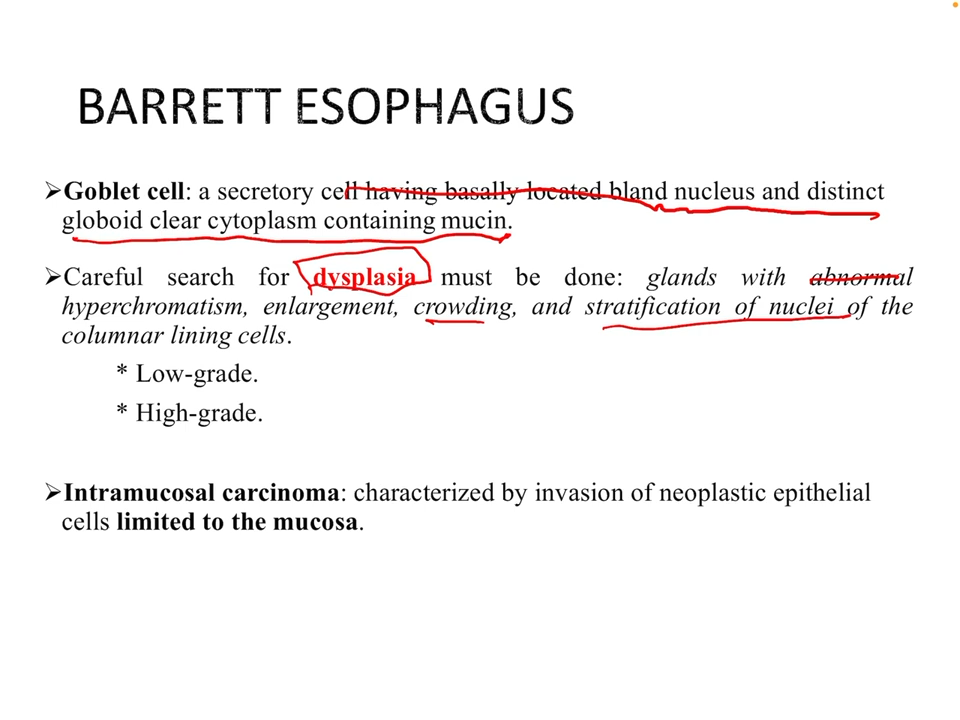 BARRETT ESOPHAGUS
➢Goblet cell: a secretory cell having basally located bland nucleus and distinct
globoid clear cytoplasm containing mucin.
➢Careful search for dysplasia must be done: glands with abnormal
hyperchromatism, enlargement, crowding, and stratification of nuclei of the
columnar lining cells.
* Low-grade.
* High-grade.
➢Intramucosal carcinoma: characterized by invasion of neoplastic epithelial
cells limited to the mucosa.